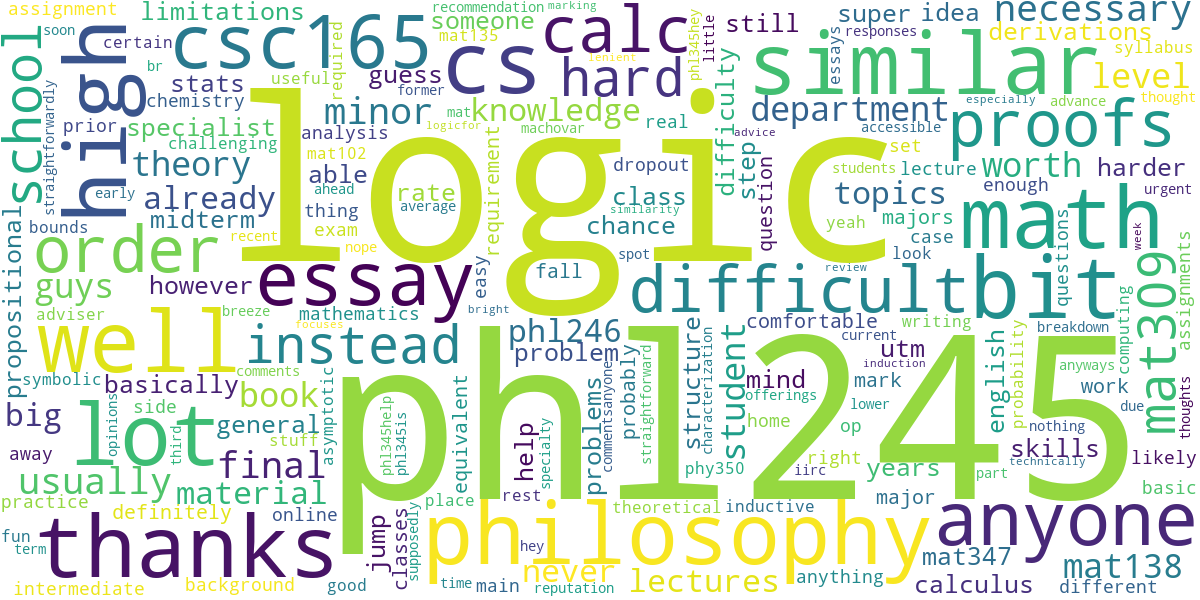 assignment
limitations
recommendation
marking
soon
certain
mat135
csc165
cs
calc
someone
still
super
idea
necessary
responses
derivations
syllabus
br
stats
useful
required
guess
hard
lenient
phl345hey
little
essays
similar
level
thought
school
high
straightforwardly
chemistry
former
minor
knowledge
difficulty
department
especially
advance
prior
specialist
challenging
analysis
mat
logicfor
machovar
real
advice
accessible
set
proofs
theory
mat102
dropout
step
students
lecture
worth
harder
early
already
able
ahead
rate
average
requirement
class
similarity
question
topics
enough
urgent
propositional
bounds
midterm
thing
exam
logic
chance
yeah
majors
case
look
math
week
order
recent
nope
spot
guys
however
essay
easy
fall
difficult
review
bit
questions
mat309
assignments
adviser
breeze
mathematics
focuses
bright
phl246
comfortable
current
writing
computing
well
instead
problem
structure
characterization
student
utm
induction
english
probability
breakdown
anyways
symbolic
basically
comments
asymptotic
book
mind
offerings
mark
work
due
thoughts
big
lot
opinions
side
third
general
stuff
phl345help
phl345is
equivalent
help
specialty
problems
commentsanyone
probably
straightforward
home
lower
op
nothing
away
final
phl245
phy350
iirc
right
years
skills
technically
likely
usually
material
practice
definitely
online
jump
classes
supposedly
place
rest
theoretical
inductive
major
part
basic
fun
term
thanks
philosophy
hey
anyone
mat347
mat138
intermediate
background
good
time
main
reputation
never
lectures
anything
calculus
different